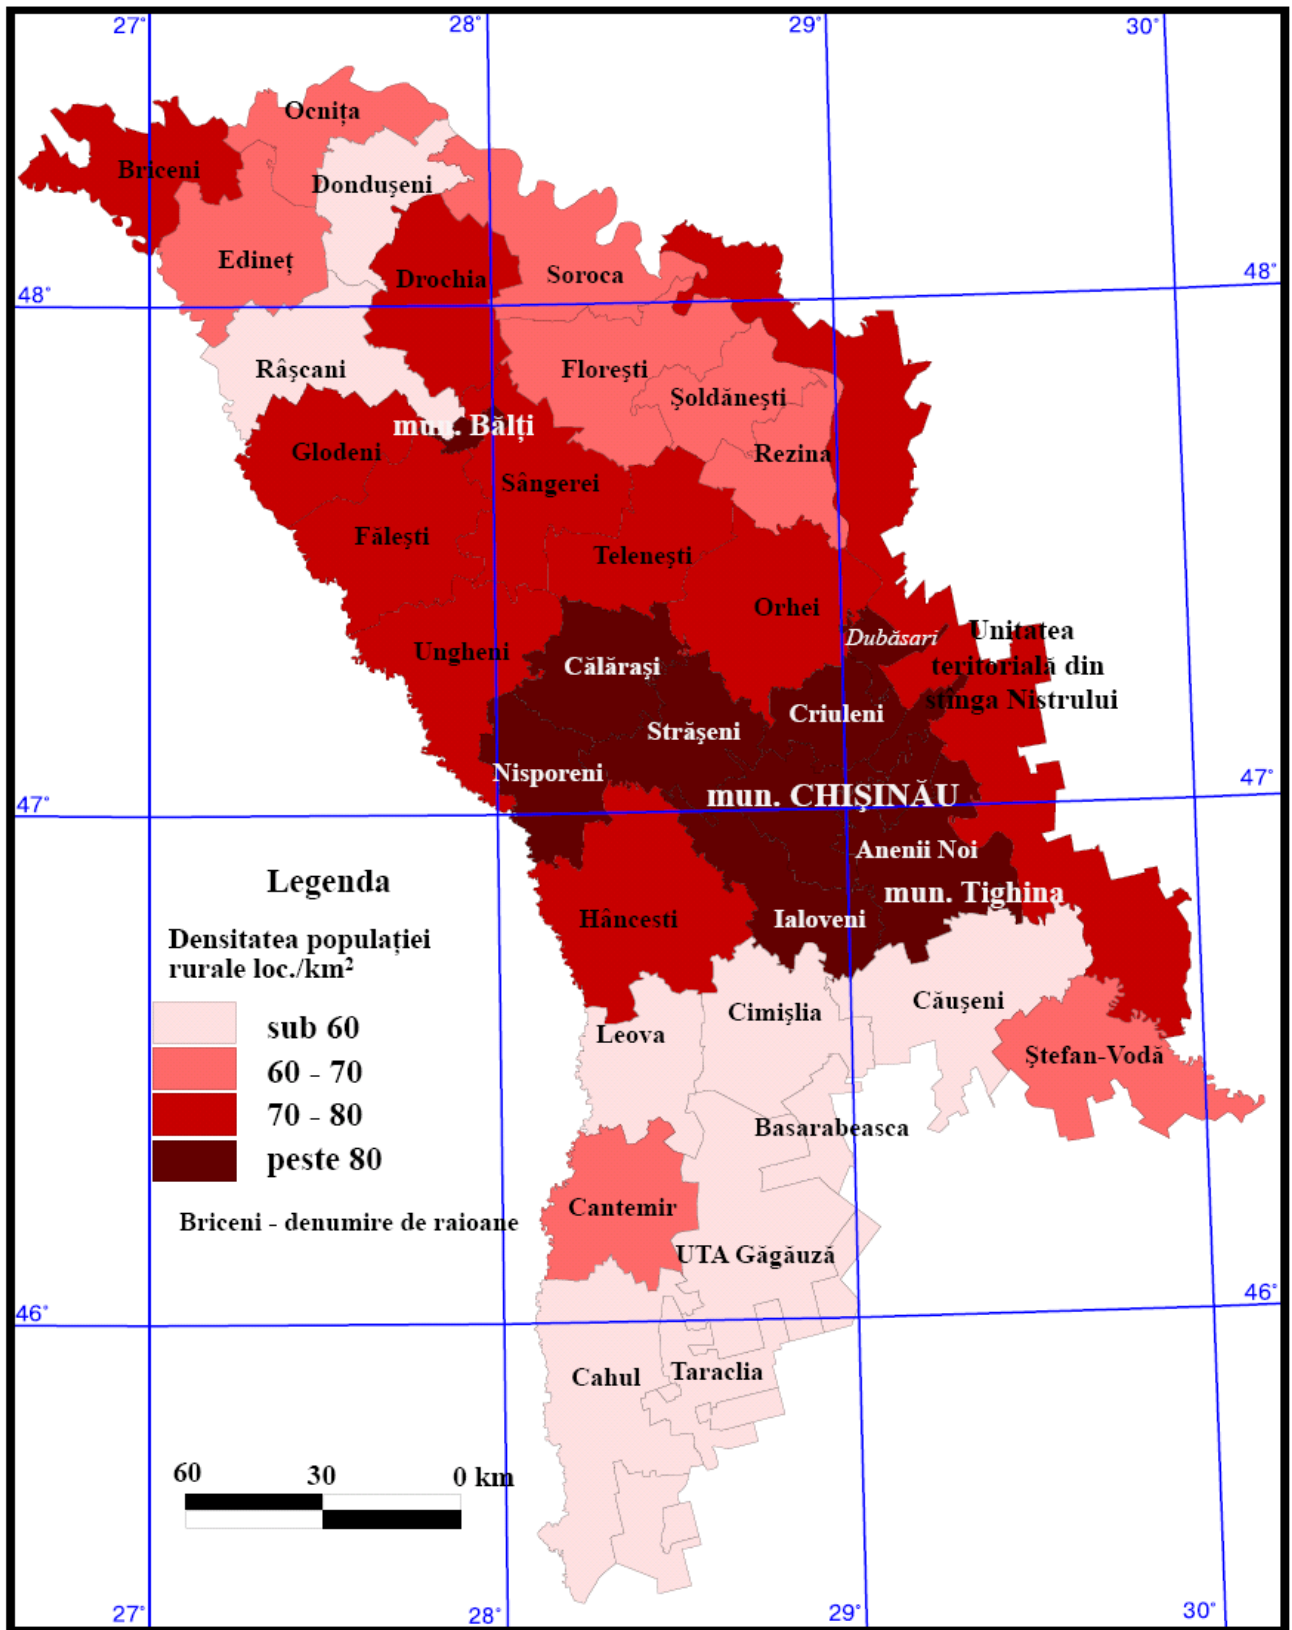 27°
28°
29°
30°
Ocnița
Briceni
Dondușeni
Edineț
Drochia
Soroca
48°
48°
Râșcani
Florești
Șoldănești
mun. Bălți
Glodeni
Rezina
Sângerei
Fălești
Telenești
Orhei
Dubăsari
Unitatea
teritorială din
stînga Nistrului
Ungheni
Călărași
Criuleni
Strășeni
Nisporeni
47°
47°
mun. CHIŞINĂU
Anenii Noi
mun. Tighina
Legenda
Hâncesti
Ialoveni
Densitatea populației
rurale loc./km²
sub 60
60 - 70
70 - 80
peste 80
Căușeni
Cimișlia
Leova
Ștefan-Vodă
Basarabeasca
Briceni - denumire de raioane
Cantemir
UTA Găgăuză
46°
46°
Cahul
Taraclia
60
30
0 km
27°
28°
29°
30°